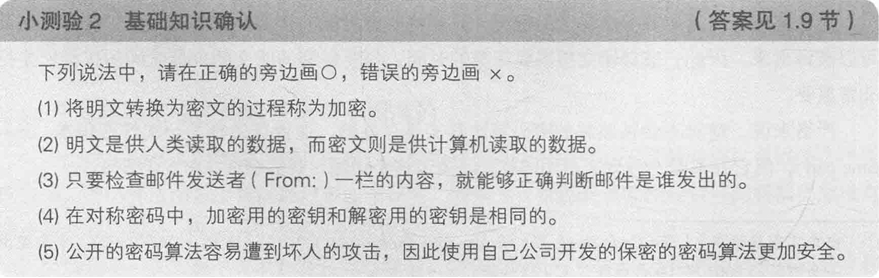 小测验2 基础知识确认 （答案见1.9节）
下列说法中，请在正确的旁边画○，错误的旁边画 ×。
(1) 将明文转换为密文的过程称为加密。
(2) 明文是供人类读取的数据，而密文则是供计算机读取的数据。
(3) 只要检查邮件发送者（From:）一栏的内容，就能够正确判断邮件是谁发出的。
(4) 在对称密码中，加密用的密钥和解密用的密钥是相同的。
(5) 公开的密码算法容易遭到坏人的攻击，因此使用自己公司开发的保密的密码算法更加安全。